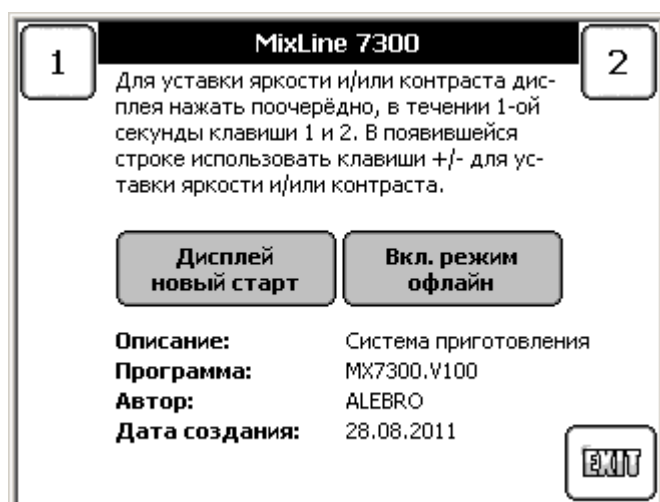 1
MixLine 7300
2
Для уставки яркости и/или контраста дис-
плея нажать поочерёдно, в течении 1-ой
секунды клавиши 1 и 2. В появившейся
строке использовать клавиши +/- для ус-
тавки яркости и/или контраста.
Дисплей
новый старт
Вкл. режим
офлайн
Описание: Система приготовления
Программа: MX7300.V100
Автор: ALEBRO
Дата создания: 28.08.2011
EXIT